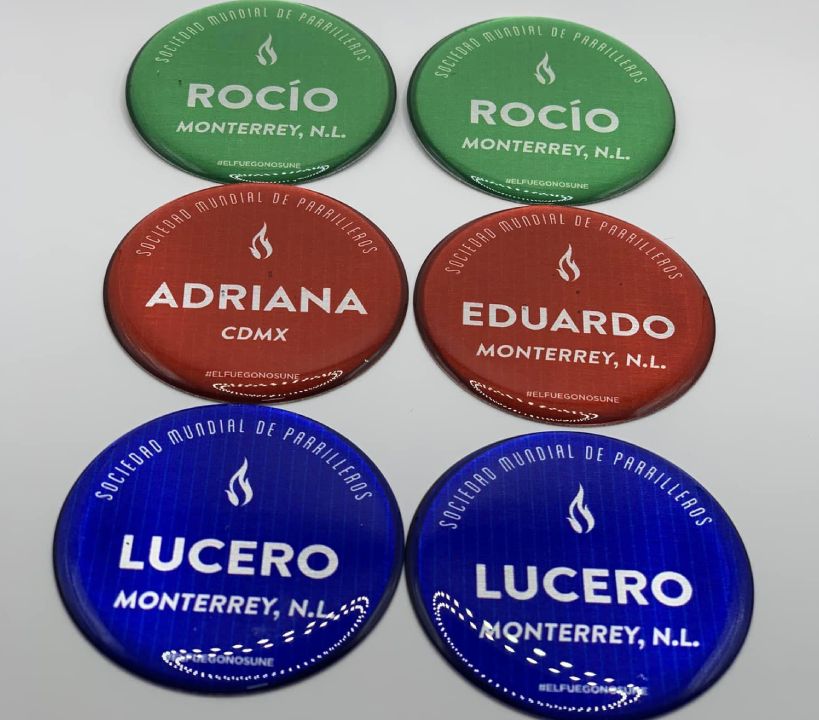 SOCIEDAD MUNDIAL DE PARRILLEROS
ROCÍO
MONTERREY, N.L.
#ELFUEGONOSUNE
SOCIEDAD MUNDIAL DE PARRILLEROS
ROCÍO
MONTERREY, N.L.
#ELFUEGONOSUNE
SOCIEDAD MUNDIAL DE PARRILLEROS
ADRIANA
CDMX
#ELFUEGONOSUNE
SOCIEDAD MUNDIAL DE PARRILLEROS
EDUARDO
MONTERREY, N.L.
#ELFUEGONOSUNE
SOCIEDAD MUNDIAL DE PARRILLEROS
LUCERO
MONTERREY, N.L.
#ELFUEGONOSUNE
SOCIEDAD MUNDIAL DE PARRILLEROS
LUCERO
MONTERREY, N.L.
#ELFUEGONOSUNE